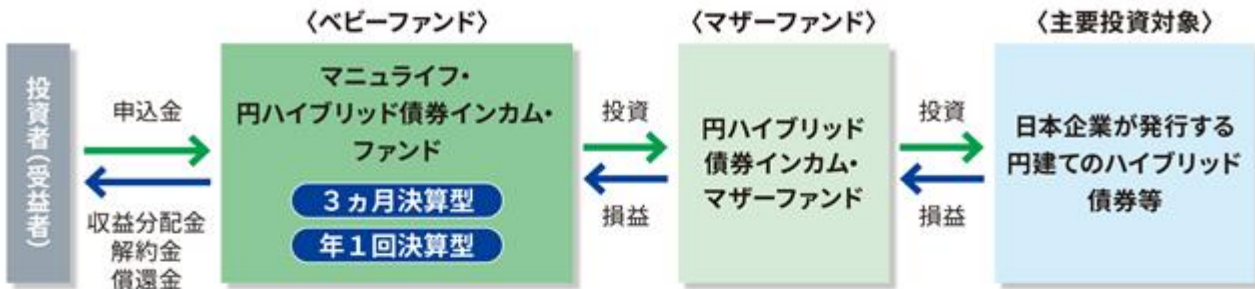 〈ベビーファンド〉
〈マザーファンド〉
〈主要投資対象〉
投資者(受益者)
申込金
収益分配金
解約金
償還金
マニュライフ・
円ハイブリッド債券インカム・
ファンド
3ヵ月決算型
年1回決算型
投資
損益
円ハイブリッド
債券インカム・
マザーファンド
投資
損益
日本企業が発行する
円建てのハイブリッド
債券等